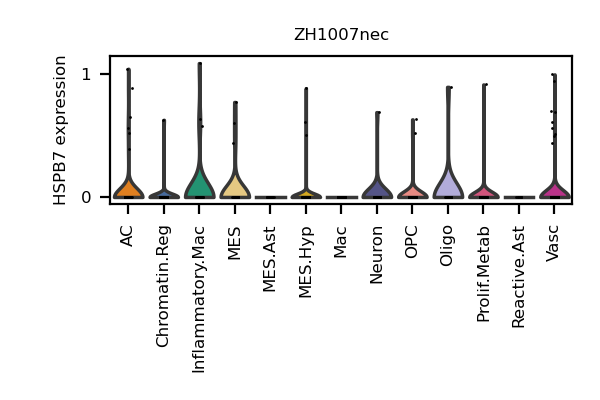 ZH1007nec
HSPB7 expression
1
0
AC
Chromatin.Reg
Inflammatory.Mac
MES
MES.Ast
MES.Hyp
Mac
Neuron
OPC
Oligo
Prolif.Metab
Reactive.Ast
Vasc